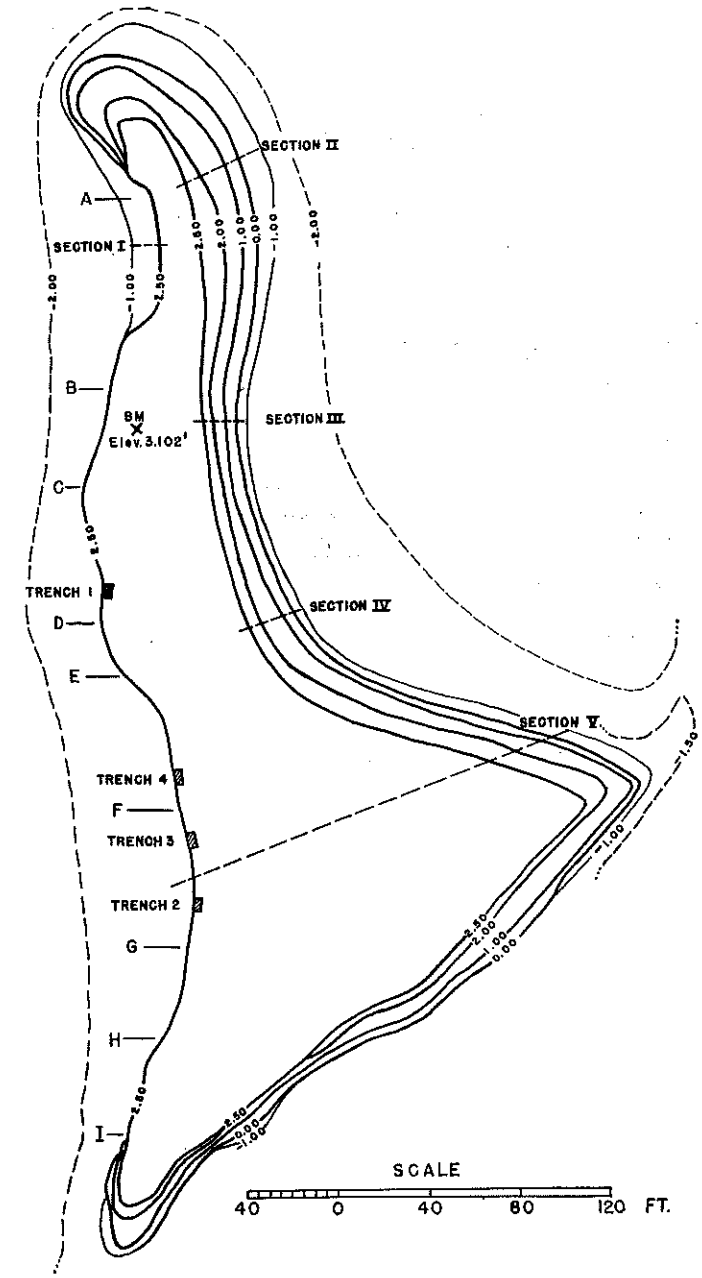 SECTION II
A
SECTION I
2.50
2.00
1.00
0.00
-1.00
-2.00
-2.00
-1.00
2.50
B
BM
Elev. 3.102'
SECTION III
C
2.50
TRENCH 1
SECTION IV
D
E
SECTION V
-1.50
TRENCH 4
F
TRENCH 3
-1.00
TRENCH 2
2.50
2.00
1.00
0.00
G
H
2.50
2.50
0.00
-1.00
I
SCALE
40 0 40 80 120 FT.